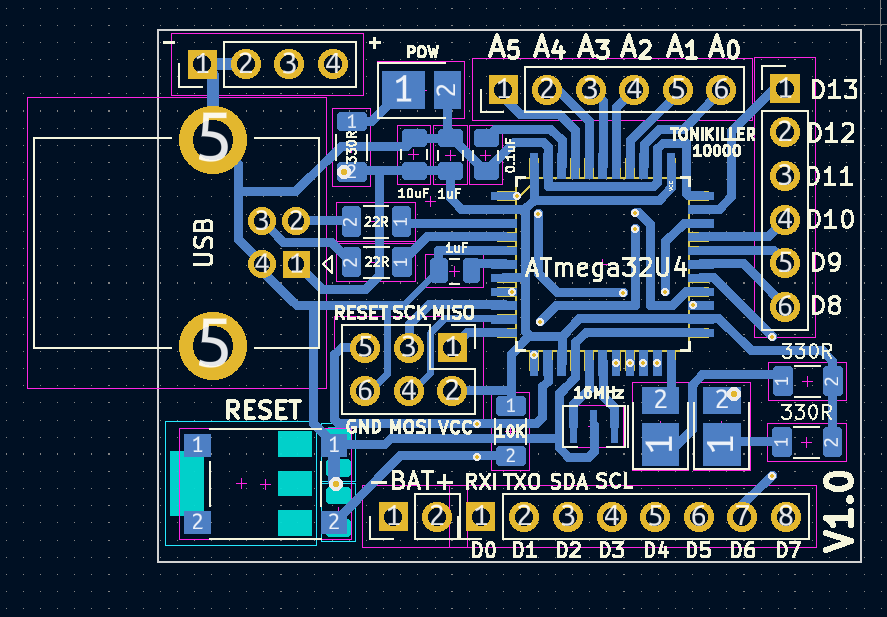 - +
1 2 3 4
POW
1 2
A5 A4 A3 A2 A1 A0
1 2 3 4 5 6
1 D13
2 D12
3 D11
4 D10
5 D9
6 D8
TONIKILLER
10000
5
USB
3 2
4 1
5
1
330R
2
10uF 1uF
0.1uF
2 22R 1
2 22R 1
1uF
ATmega32U4
RESET SCK MISO
5 3 1
6 4 2
GND MOSI VCC
1
10K
2
16MHz
2 2
1 1
330R
1 2
330R
1 2
RESET
1 1
2 2
-BAT+
1 2
RXI TXO SDA SCL
1 2 3 4 5 6 7 8
D0 D1 D2 D3 D4 D5 D6 D7
V1.0